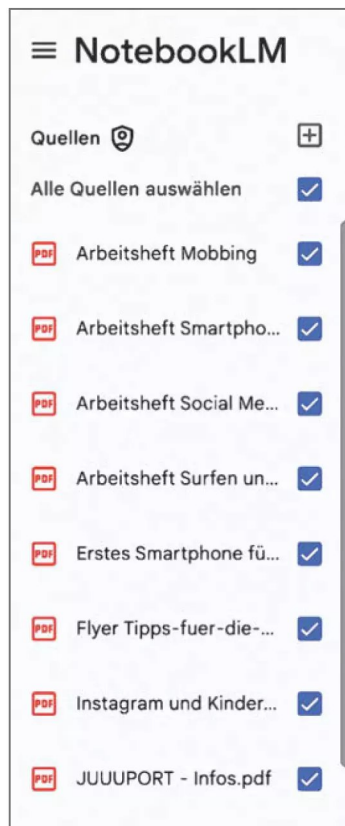 NotebookLM
Quellen
Alle Quellen auswählen
PDF Arbeitsheft Mobbing
PDF Arbeitsheft Smartpho...
PDF Arbeitsheft Social Me...
PDF Arbeitsheft Surfen un...
PDF Erstes Smartphone fü...
PDF Flyer Tipps-fuer-die-...
PDF Instagram und Kinder...
PDF JUUUPORT - Infos.pdf